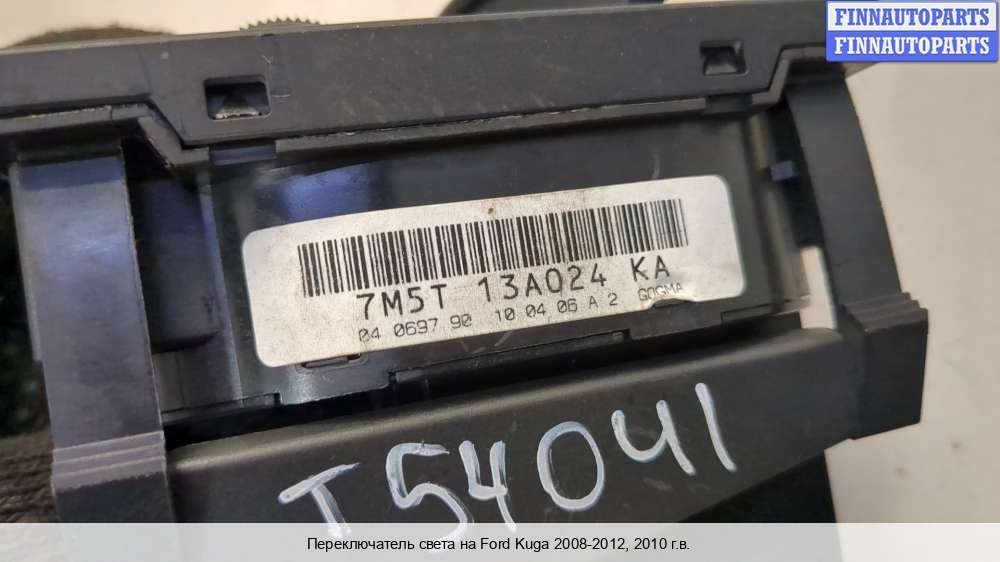 FINNAUTOPARTS
FINNAUTOPARTS
7M5T 13A024 KA
04 0697 90 10 04 06 A 2 GOGMA
T54041
Переключатель света на Ford Kuga 2008-2012, 2010 г.в.